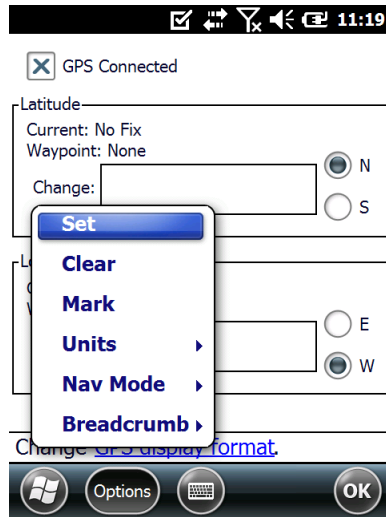 11:19
GPS Connected
Latitude
Current: No Fix
Waypoint: None
N
Change:
S
Set
Clear
Mark
E
Units
W
Nav Mode
Breadcrumb
Change GPS display format.
Options
OK